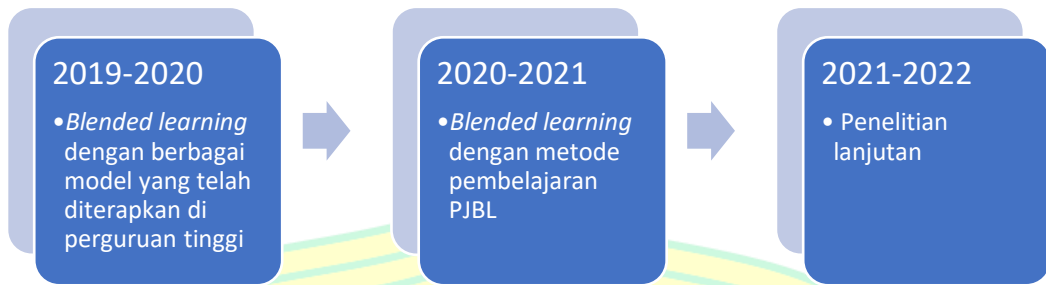 2019-2020
•Blended learning
dengan berbagai
model yang telah
diterapkan di
perguruan tinggi
2020-2021
•Blended learning
dengan metode
pembelajaran
PJBL
2021-2022
• Penelitian
lanjutan